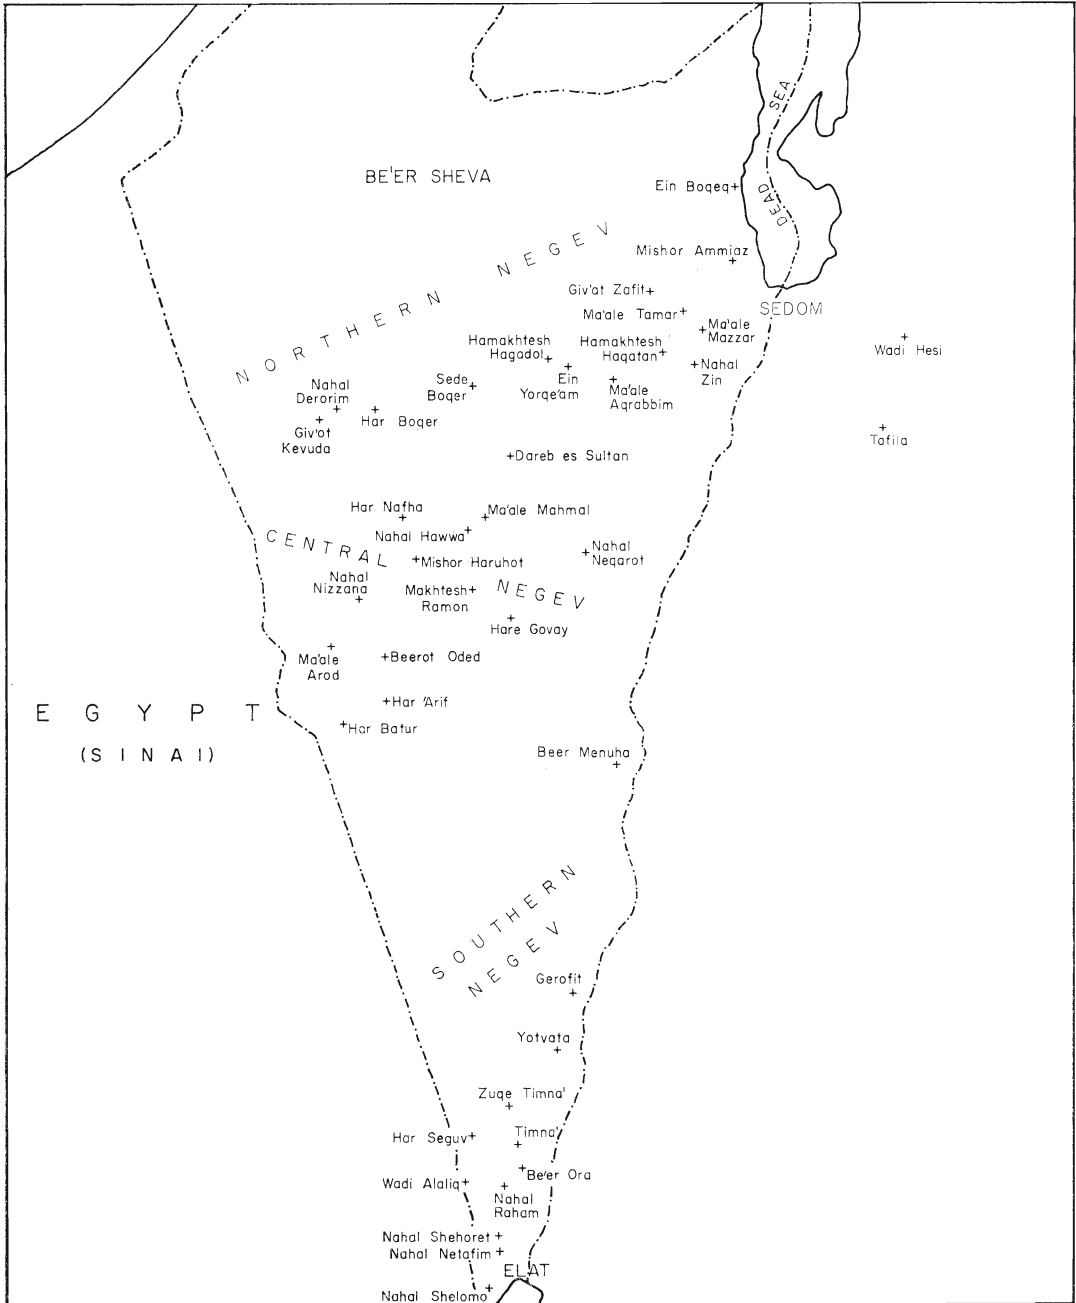 DEAD SEA
BE'ER SHEVA
Ein Boqeq
NORTHERN NEGEV
Mishor Ammiaz
Giv'at Zafit
SEDOM
Ma'ale Tamar
Ma'ale
Mazzar
Wadi Hesi
Hamakhtesh
Hagadol
Hamakhtesh
Haqatan
Nahal
Zin
Nahal
Derorim
Sede
Boqer
Ein
Yorqe'am
Ma'ale
Aqrabbim
Har Boqer
Giv'ot
Kevuda
Tafila
Dareb es Sultan
Har Nafha
Ma'ale Mahmal
Nahal Hawwa
CENTRAL NEGEV
Mishor Haruhot
Nahal
Neqarot
Nahal
Nizzana
Makhtesh
Ramon
Hare Govay
Ma'ale
Arod
Beerot Oded
Har 'Arif
EGYPT
(SINAI)
Har Batur
Beer Menuha
SOUTHERN
NEGEV
Gerofit
Yotvata
Zuqe Timna'
Har Seguv
Timna'
Be'er Ora
Wadi Alaliq
Nahal
Raham
Nahal Shehoret
Nahal Netafim
ELAT
Nahal Shelomo